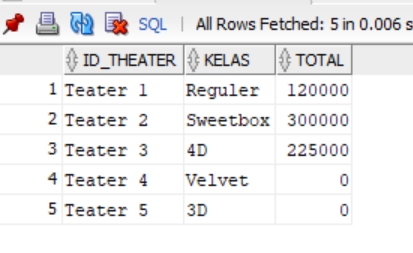 SQL | All Rows Fetched: 5 in 0.006 s
ID_THEATER KELAS TOTAL
1 Teater 1 Reguler 120000
2 Teater 2 Sweetbox 300000
3 Teater 3 4D 225000
4 Teater 4 Velvet 0
5 Teater 5 3D 0